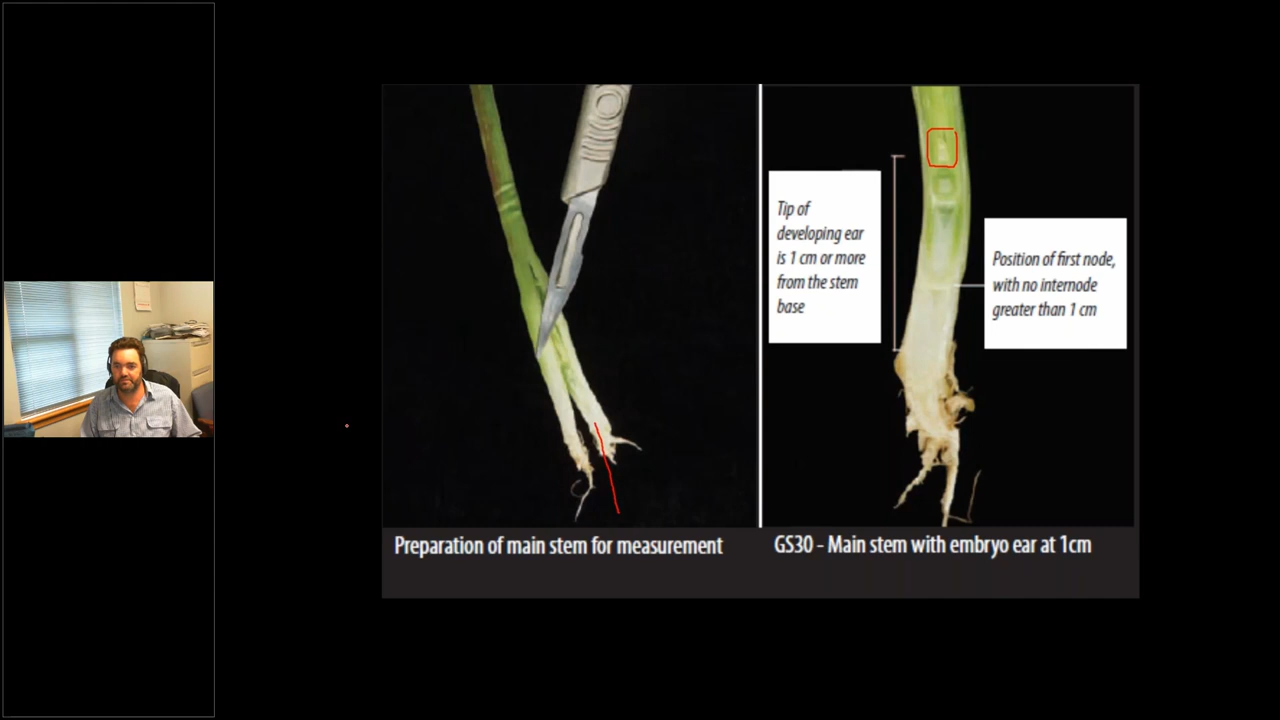 Tip of
developing ear
is 1 cm or more
from the stem
base
Position of first node,
with no internode
greater than 1 cm
Preparation of main stem for measurement
GS30 - Main stem with embryo ear at 1cm